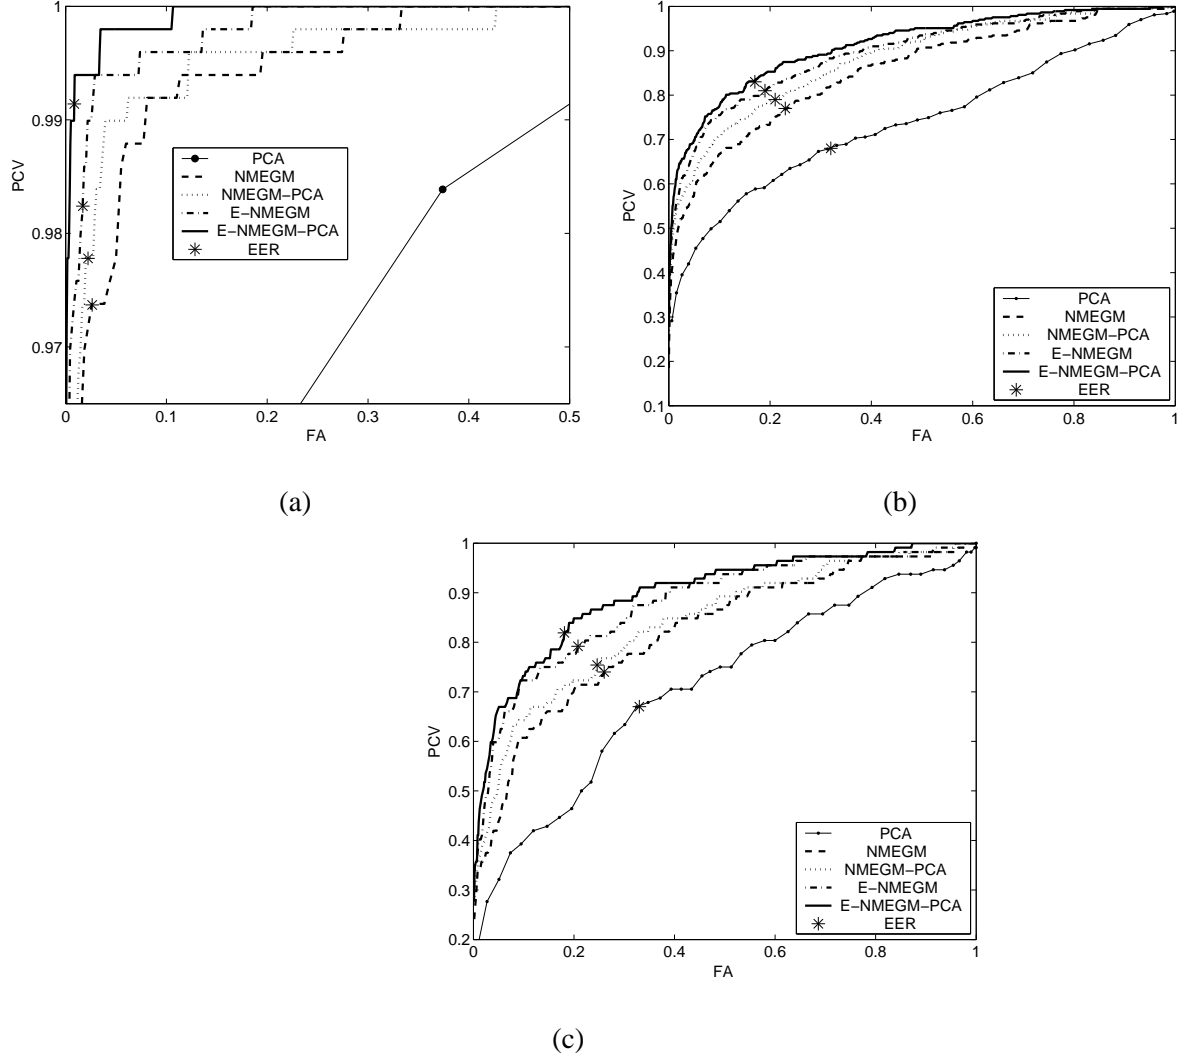 PCV
0.99
0.98
0.97
0 0.1 0.2 0.3 0.4 0.5
FA
PCA
NMEGM
NMEGM−PCA
E−NMEGM
E−NMEGM−PCA
EER
(a)
PCV
1
0.9
0.8
0.7
0.6
0.5
0.4
0.3
0.2
0.1
0 0.2 0.4 0.6 0.8 1
FA
PCA
NMEGM
NMEGM−PCA
E−NMEGM
E−NMEGM−PCA
EER
(b)
PCV
1
0.9
0.8
0.7
0.6
0.5
0.4
0.3
0.2
0 0.2 0.4 0.6 0.8 1
FA
PCA
NMEGM
NMEGM−PCA
E−NMEGM
E−NMEGM−PCA
EER
(c)